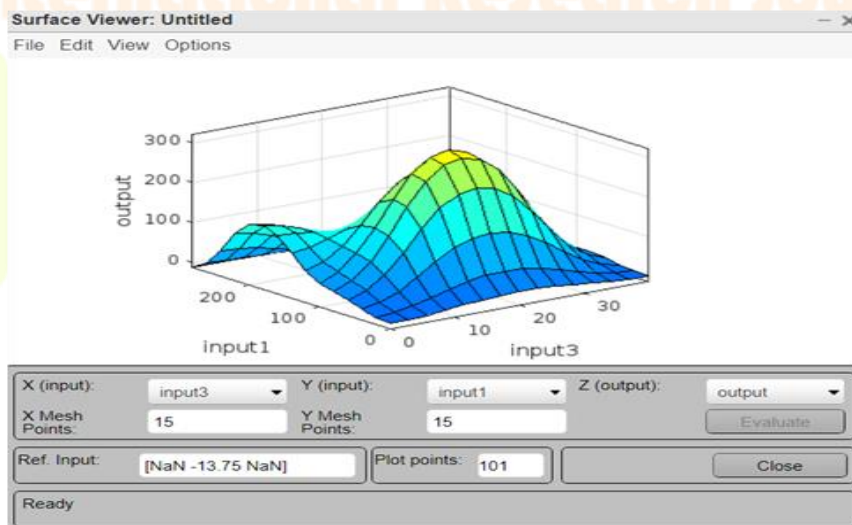 Surface Viewer: Untitled
File Edit View Options
300
200
100
0
output
200
100
0
input1
0
10
20
30
input3
X (input): input3 Y (input): input1 Z (output): output
X Mesh Points: 15 Y Mesh Points: 15 Evaluate
Ref. Input: [NaN -13.75 NaN] Plot points: 101 Close
Ready